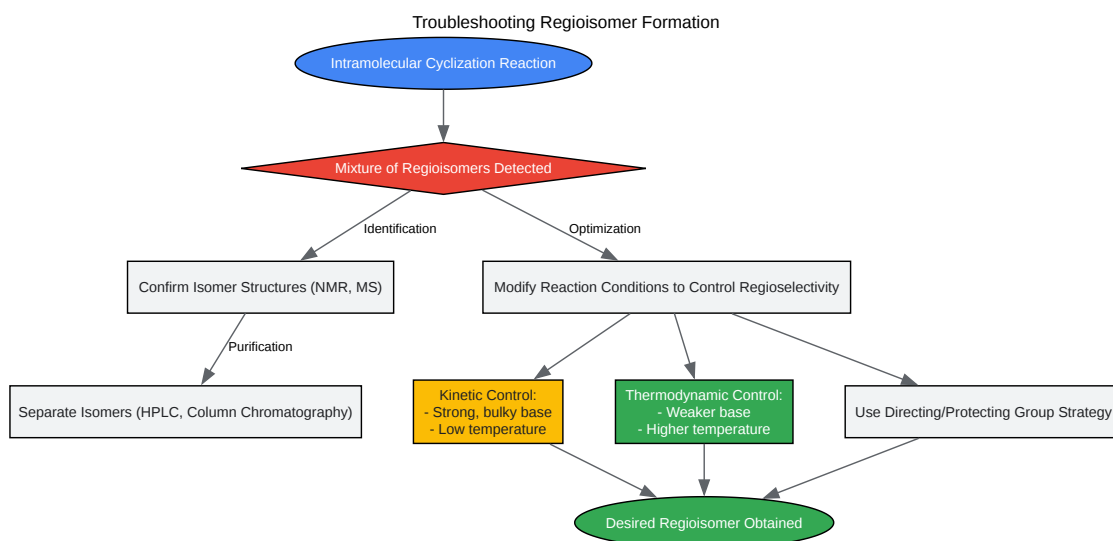 Troubleshooting Regioisomer Formation
Intramolecular Cyclization Reaction
Mixture of Regioisomers Detected
Identification
Optimization
Confirm Isomer Structures (NMR, MS)
Modify Reaction Conditions to Control Regioselectivity
Purification
Separate Isomers (HPLC, Column Chromatography)
Kinetic Control:
- Strong, bulky base
- Low temperature
Thermodynamic Control:
- Weaker base
- Higher temperature
Use Directing/Protecting Group Strategy
Desired Regioisomer Obtained